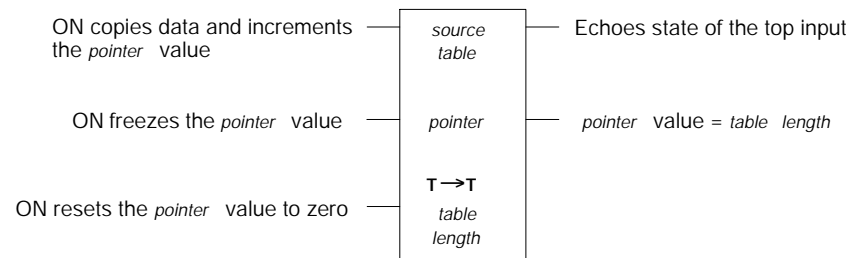 ON copies data and increments
the pointer value
source
table
Echoes state of the top input
ON freezes the pointer value
pointer
pointer value = table length
T→T
ON resets the pointer value to zero
table
length